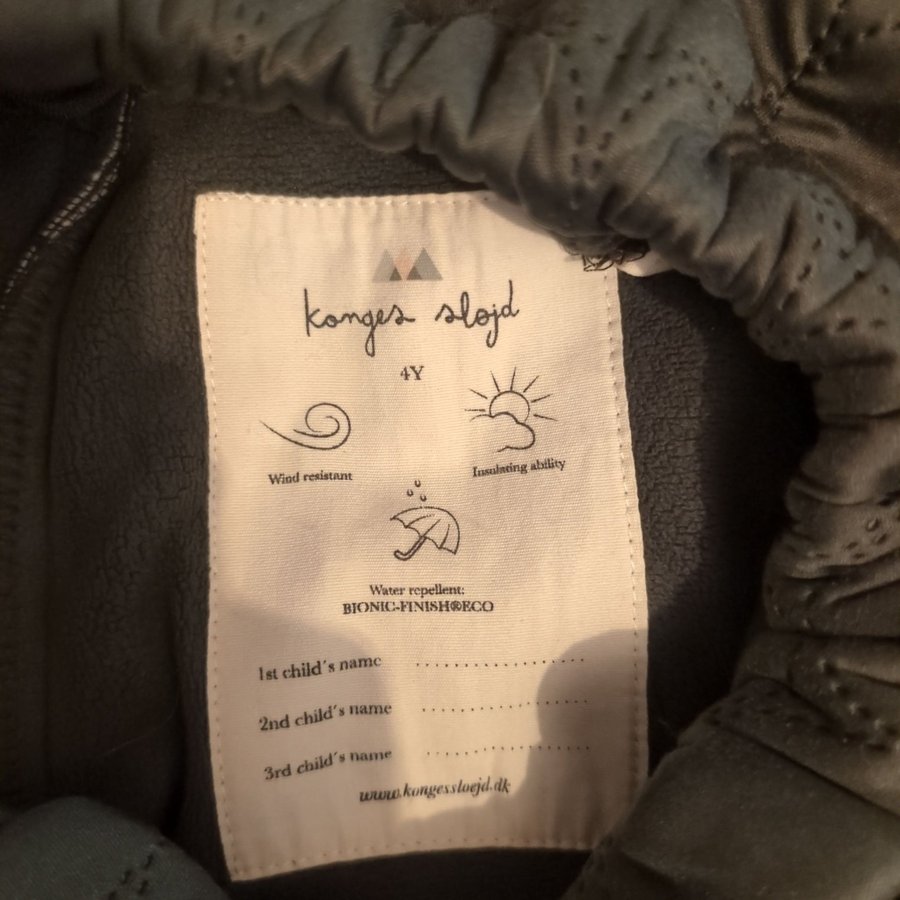 konges sløjd
4Y
Wind resistant
Insulating ability
Water repellent:
BIONIC-FINISH®ECO
1st child´s name ....................
2nd child´s name ....................
3rd child´s name ....................
www.kongessloejd.dk